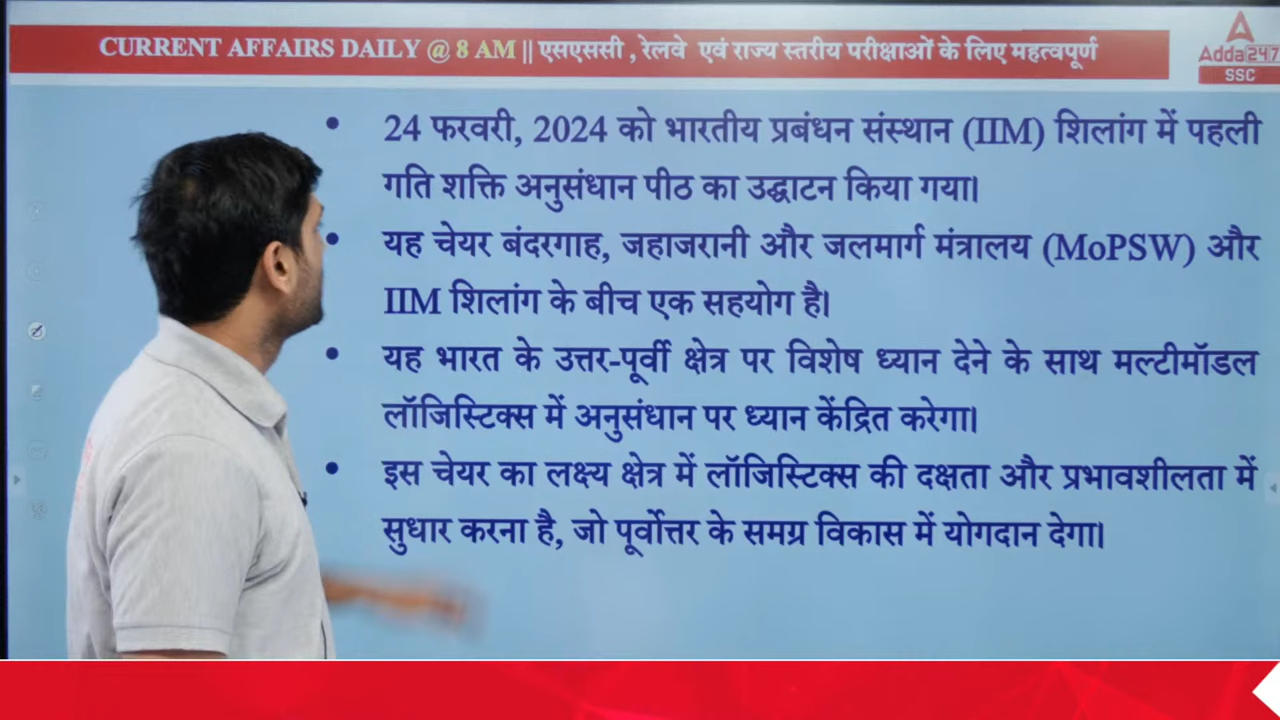 CURRENT AFFAIRS DAILY @ 8 AM || एसएससी , रेलवे एवं राज्य स्तरीय परीक्षाओं के लिए महत्वपूर्ण
Adda 247
SSC
• 24 फरवरी, 2024 को भारतीय प्रबंधन संस्थान (IIM) शिलांग में पहली
गति शक्ति अनुसंधान पीठ का उद्घाटन किया गया।
• यह चेयर बंदरगाह, जहाजरानी और जलमार्ग मंत्रालय (MoPSW) और
IIM शिलांग के बीच एक सहयोग है।
• यह भारत के उत्तर-पूर्वी क्षेत्र पर विशेष ध्यान देने के साथ मल्टीमॉडल
लॉजिस्टिक्स में अनुसंधान पर ध्यान केंद्रित करेगा।
• इस चेयर का लक्ष्य क्षेत्र में लॉजिस्टिक्स की दक्षता और प्रभावशीलता में
सुधार करना है, जो पूर्वोत्तर के समग्र विकास में योगदान देगा।